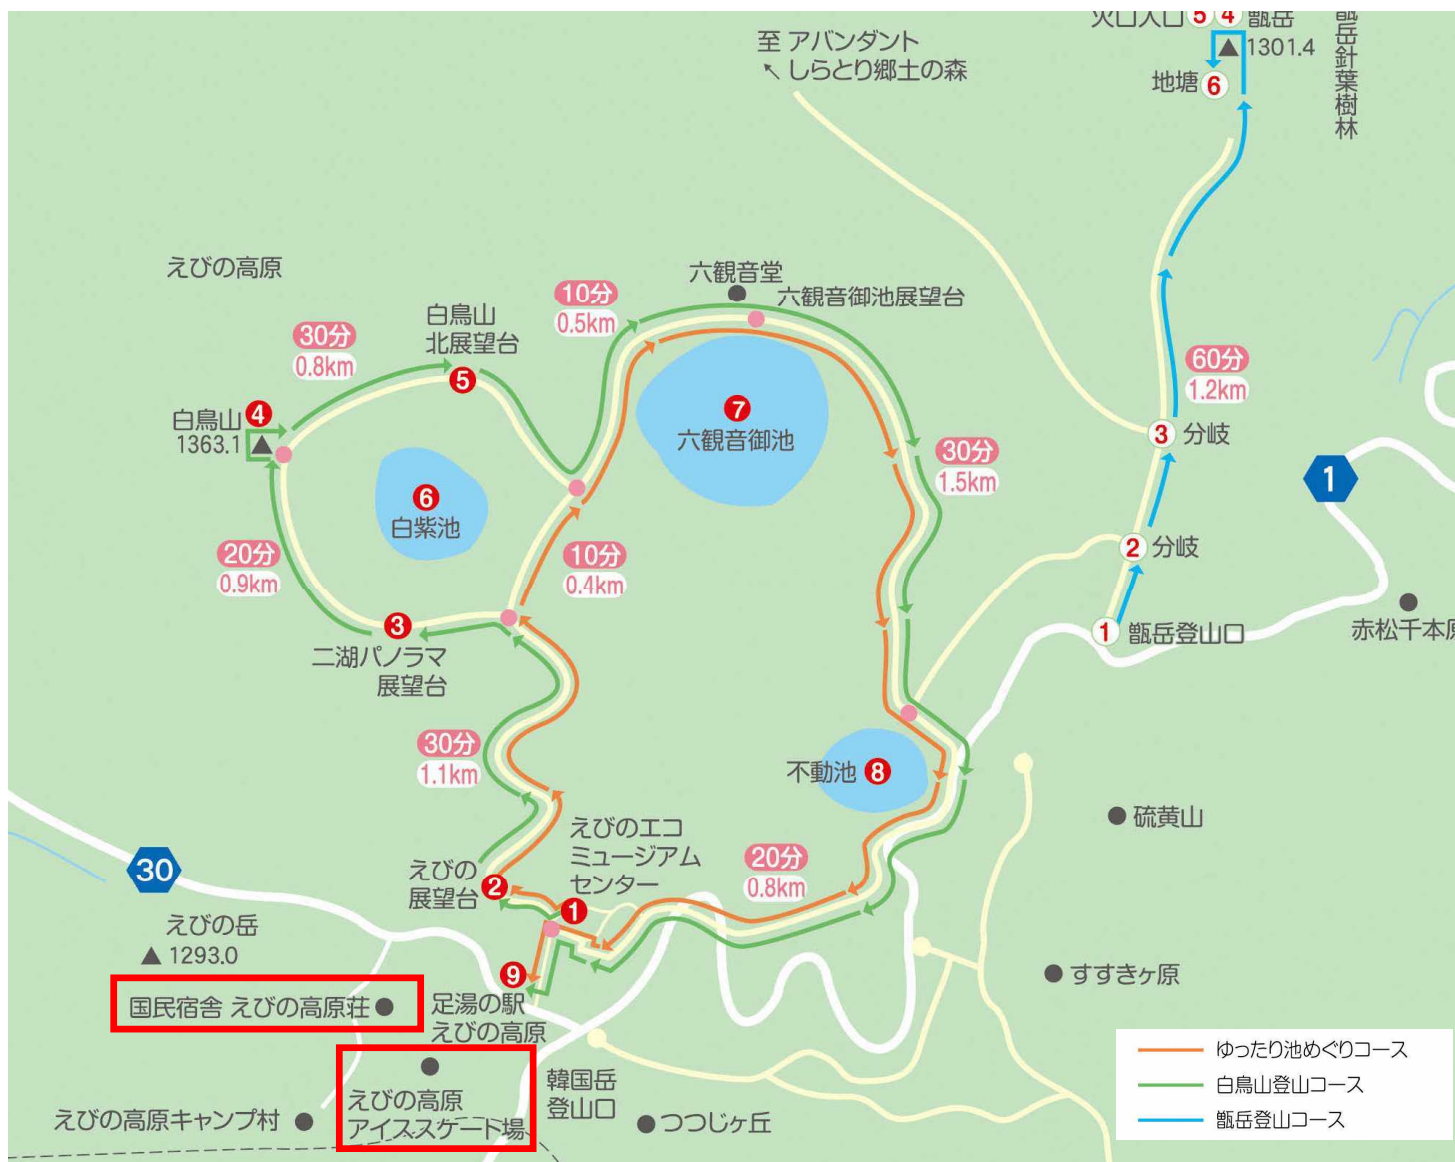 火口入口 5 4 甑岳
1301.4
甑岳針葉樹林
至 アバンダント
↖ しらとり郷土の森
地塘 6
えびの高原
六観音堂
六観音御池展望台
10分
0.5km
白鳥山
北展望台
5
30分
0.8km
60分
1.2km
白鳥山 4
1363.1
7
六観音御池
3 分岐
30分
1.5km
1
6
白紫池
20分
0.9km
10分
0.4km
2 分岐
3
二湖パノラマ
展望台
1 甑岳登山口
赤松千本原
30分
1.1km
不動池 8
硫黄山
えびのエコ
ミュージアム
センター
20分
0.8km
30
えびの
展望台 2
1
えびの岳
1293.0
9
すすきヶ原
国民宿舎 えびの高原荘
足湯の駅
えびの高原
えびの高原
アイススケート場
韓国岳
登山口
えびの高原キャンプ村
つつじヶ丘
ゆったり池めぐりコース
白鳥山登山コース
甑岳登山コース